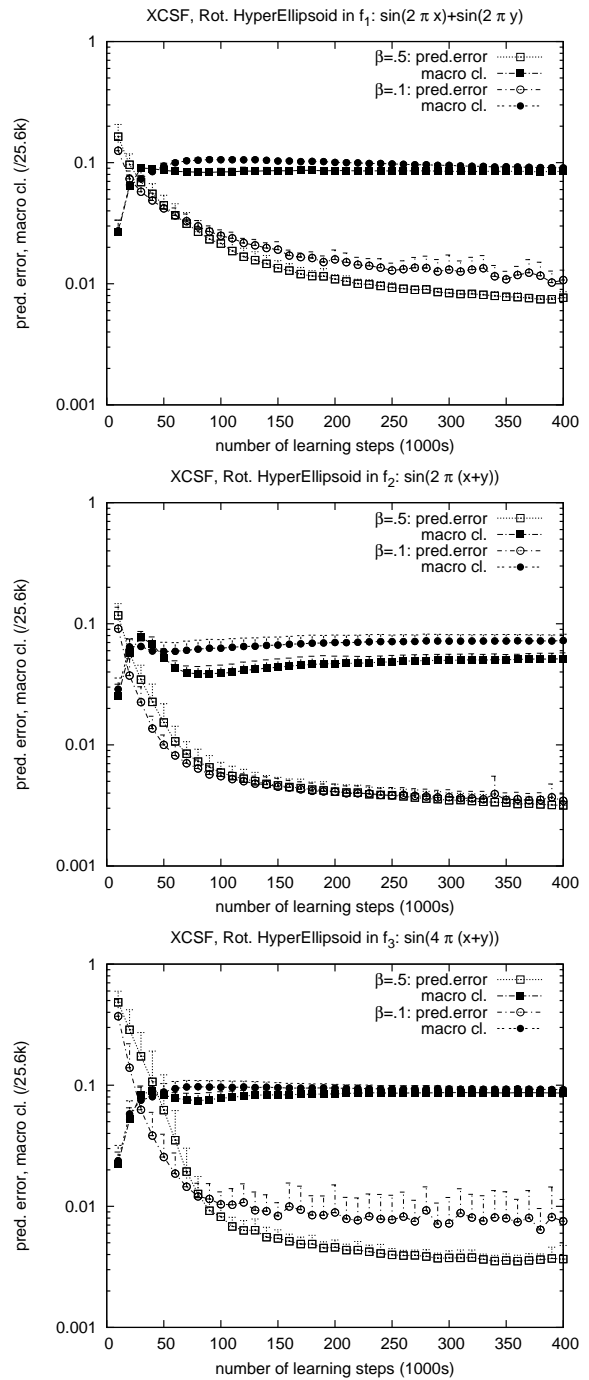 XCSF, Rot. HyperEllipsoid in f₁: sin(2 π x)+sin(2 π y)
1
0.1
0.01
0.001
pred. error, macro cl. (/25.6k)
β=.5: pred.error
macro cl.
β=.1: pred.error
macro cl.
0 50 100 150 200 250 300 350 400
number of learning steps (1000s)
XCSF, Rot. HyperEllipsoid in f₂: sin(2 π (x+y))
1
0.1
0.01
0.001
pred. error, macro cl. (/25.6k)
β=.5: pred.error
macro cl.
β=.1: pred.error
macro cl.
0 50 100 150 200 250 300 350 400
number of learning steps (1000s)
XCSF, Rot. HyperEllipsoid in f₃: sin(4 π (x+y))
1
0.1
0.01
0.001
pred. error, macro cl. (/25.6k)
β=.5: pred.error
macro cl.
β=.1: pred.error
macro cl.
0 50 100 150 200 250 300 350 400
number of learning steps (1000s)